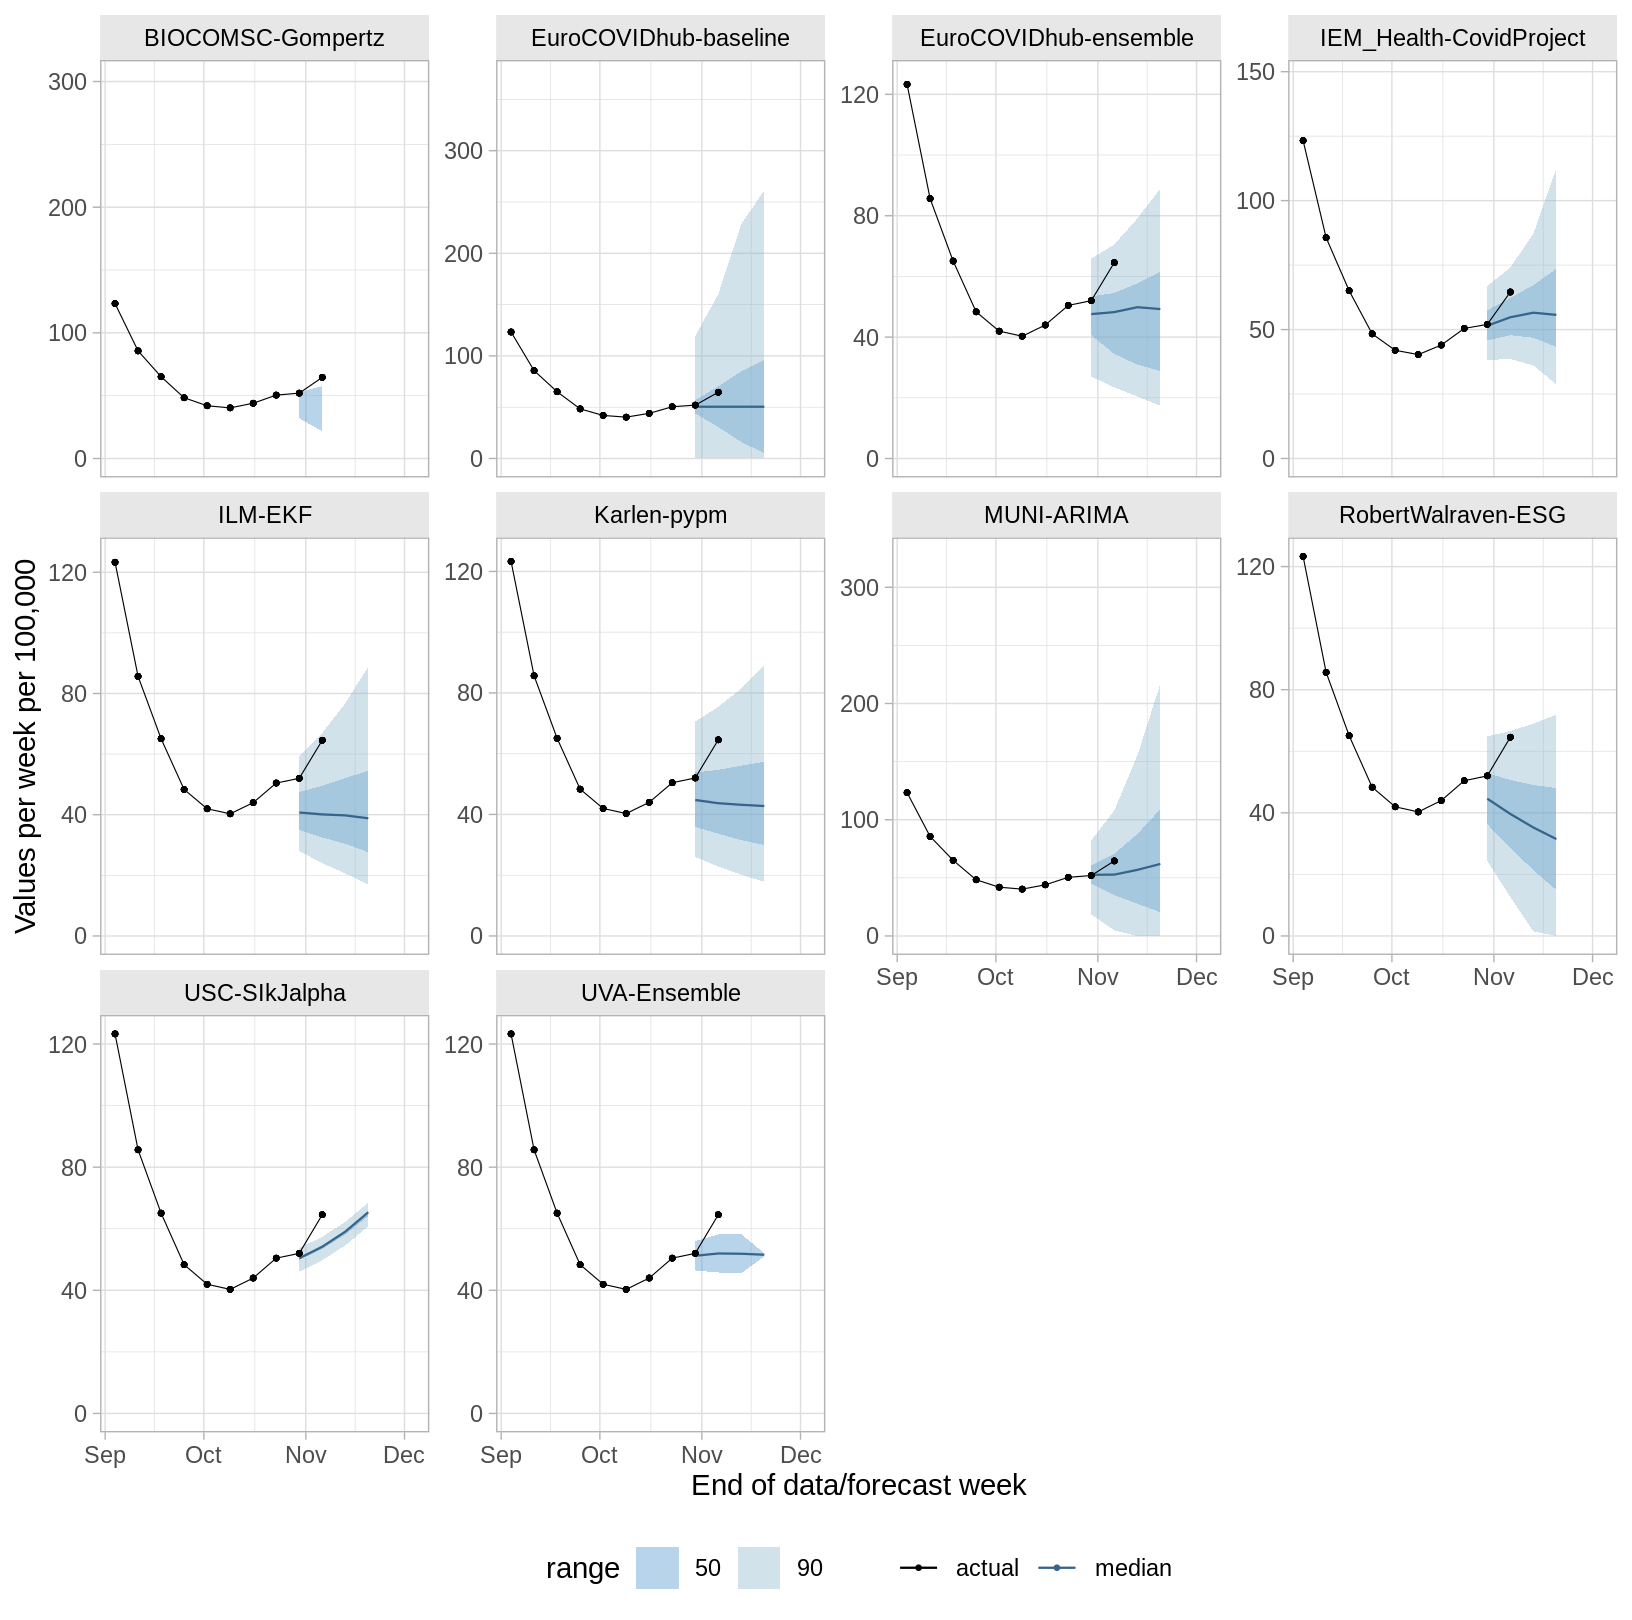 BIOCOMSC-Gompertz
EuroCOVIDhub-baseline
EuroCOVIDhub-ensemble
IEM_Health-CovidProject
300
200
100
0
300
200
100
0
120
80
40
0
150
100
50
0
ILM-EKF
Karlen-pypm
MUNI-ARIMA
RobertWalraven-ESG
Values per week per 100,000
120
80
40
0
120
80
40
0
300
200
100
0
120
80
40
0
Sep Oct Nov Dec
Sep Oct Nov Dec
USC-SIkJalpha
UVA-Ensemble
120
80
40
0
120
80
40
0
Sep Oct Nov Dec
Sep Oct Nov Dec
End of data/forecast week
range 50 90 actual median